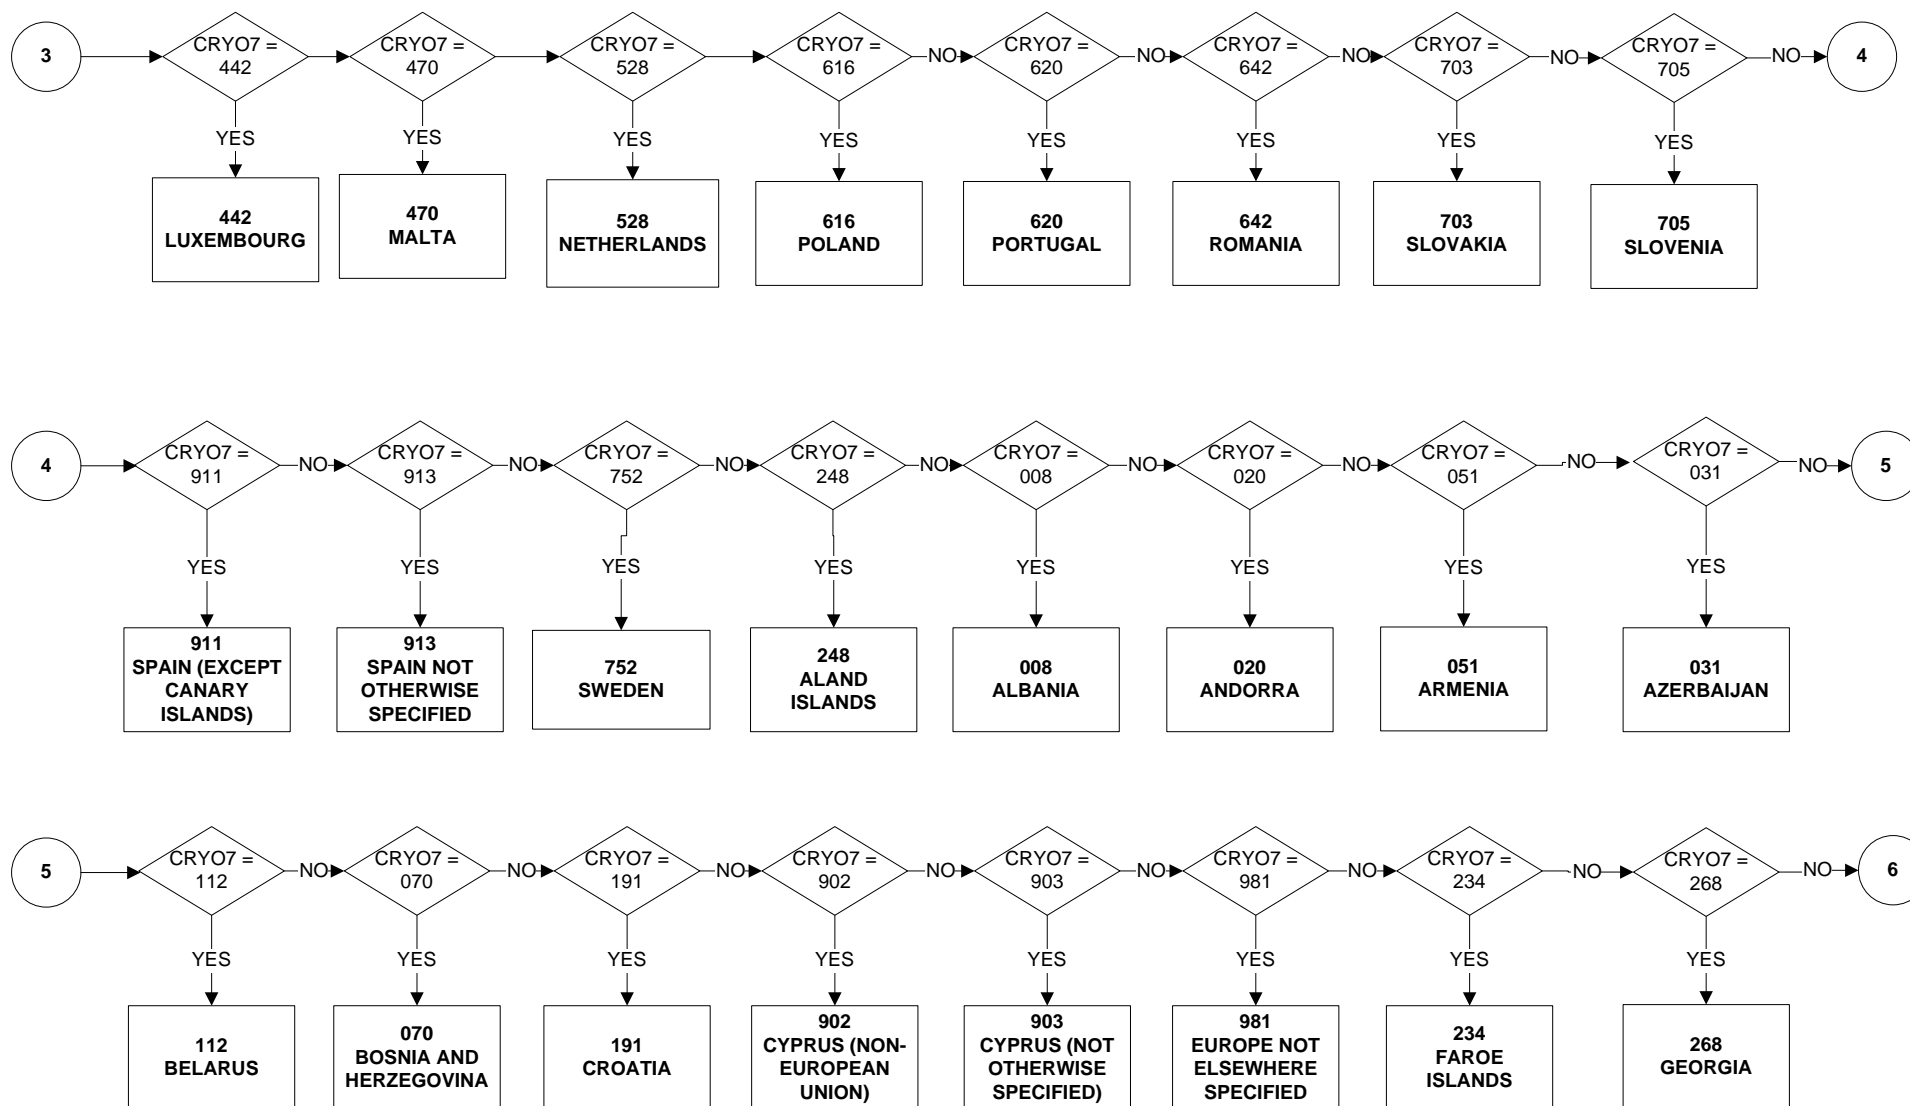 3
CRYO7 =
442
CRYO7 =
470
CRYO7 =
528
CRYO7 =
616
NO
CRYO7 =
620
NO
CRYO7 =
642
NO
CRYO7 =
703
NO
CRYO7 =
705
NO
4
YES
YES
YES
YES
YES
YES
YES
YES
442
LUXEMBOURG
470
MALTA
528
NETHERLANDS
616
POLAND
620
PORTUGAL
642
ROMANIA
703
SLOVAKIA
705
SLOVENIA
4
CRYO7 =
911
NO
CRYO7 =
913
NO
CRYO7 =
752
NO
CRYO7 =
248
NO
CRYO7 =
008
NO
CRYO7 =
020
NO
CRYO7 =
051
NO
CRYO7 =
031
NO
5
YES
YES
YES
YES
YES
YES
YES
YES
911
SPAIN (EXCEPT
CANARY
ISLANDS)
913
SPAIN NOT
OTHERWISE
SPECIFIED
752
SWEDEN
248
ALAND
ISLANDS
008
ALBANIA
020
ANDORRA
051
ARMENIA
031
AZERBAIJAN
5
CRYO7 =
112
NO
CRYO7 =
070
NO
CRYO7 =
191
NO
CRYO7 =
902
NO
CRYO7 =
903
NO
CRYO7 =
981
NO
CRYO7 =
234
NO
CRYO7 =
268
NO
6
YES
YES
YES
YES
YES
YES
YES
YES
112
BELARUS
070
BOSNIA AND
HERZEGOVINA
191
CROATIA
902
CYPRUS (NON-
EUROPEAN
UNION)
903
CYPRUS (NOT
OTHERWISE
SPECIFIED)
981
EUROPE NOT
ELSEWHERE
SPECIFIED
234
FAROE
ISLANDS
268
GEORGIA